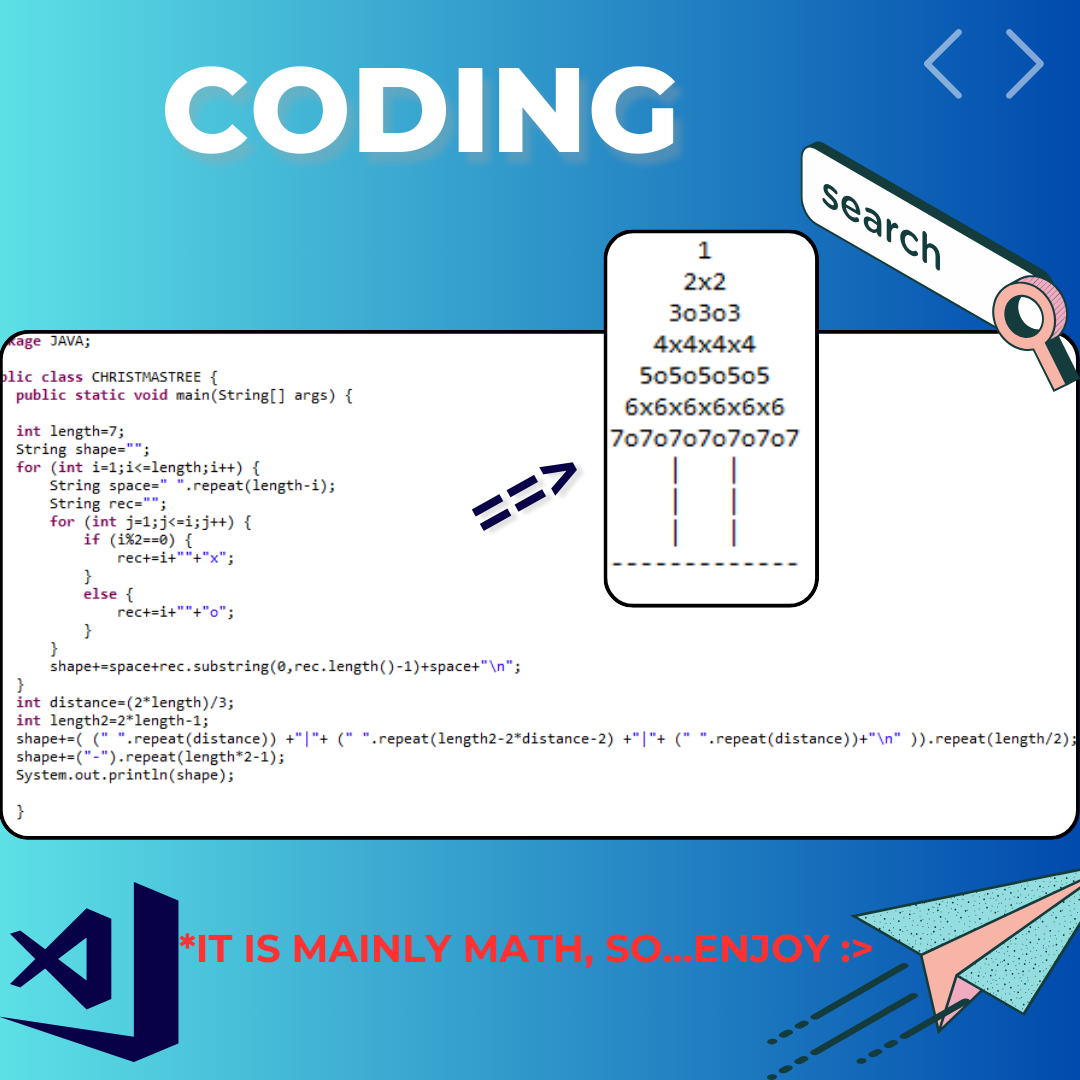 CODING
search
kage JAVA;
blic class CHRISTMASTREE {
public static void main(String[] args) {
int length=7;
String shape="";
for (int i=1;i<=length;i++) {
String space=" ".repeat(length-i);
String rec="";
for (int j=1;j<=i;j++) {
if (i%2==0) {
rec+=i+""+"x";
}
else {
rec+=i+""+"o";
}
}
shape+=space+rec.substring(0,rec.length()-1)+space+"\n";
}
int distance=(2*length)/3;
int length2=2*length-1;
shape+=( (" ".repeat(distance)) +"|"+ (" ".repeat(length2-2*distance-2) +"|"+ (" ".repeat(distance))+"\n" )).repeat(length/2);
shape+=("-").repeat(length*2-1);
System.out.println(shape);
}
1
2x2
3o3o3
4x4x4x4
5o5o5o5o5
6x6x6x6x6x6
7o7o7o7o7o7o7
| |
| |
| |
-------------
*IT IS MAINLY MATH, SO...ENJOY :>